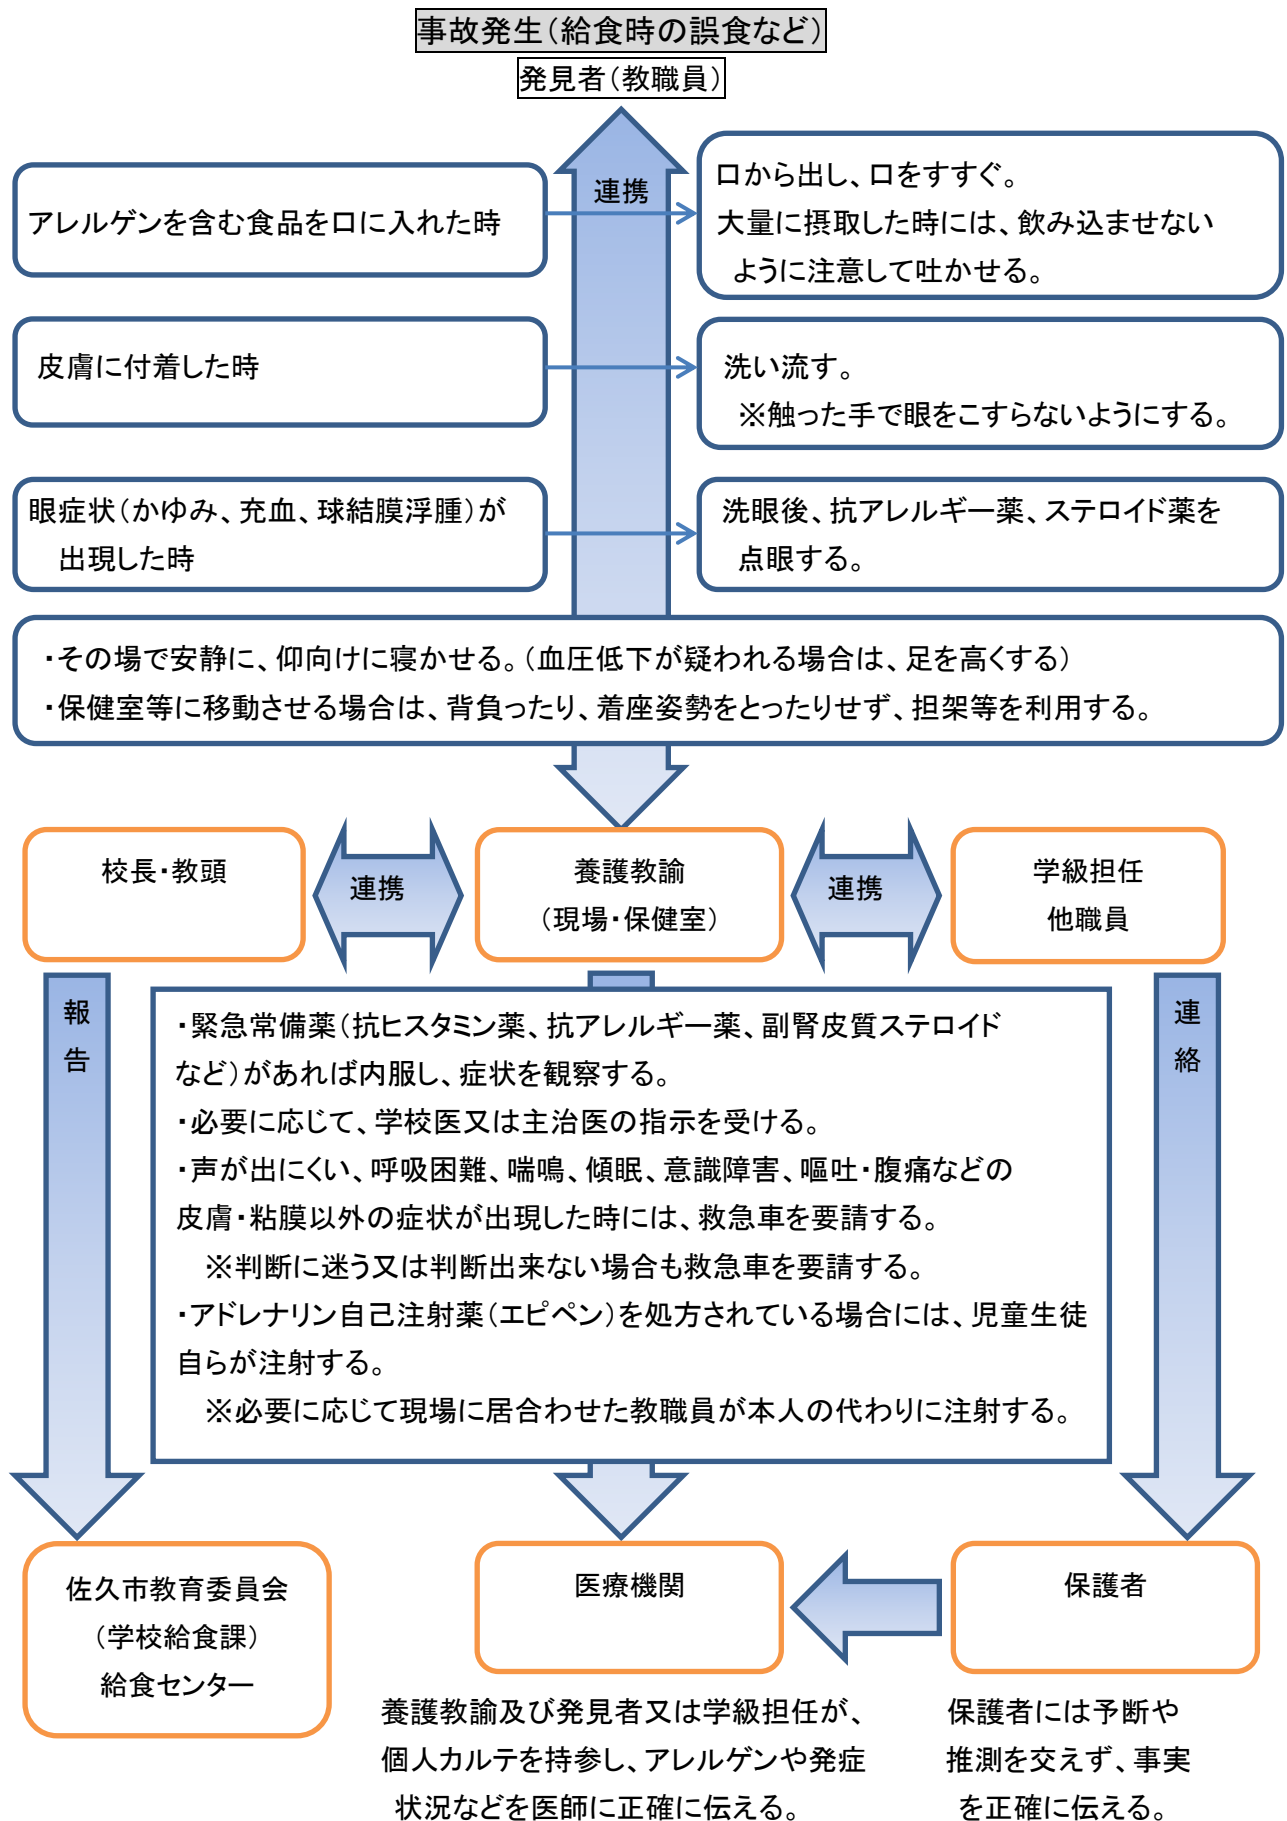 事故発生（給食時の誤食など）
発見者（教職員）
連携
アレルゲンを含む食品を口に入れた時
口から出し、口をすすぐ。
大量に摂取した時には、飲み込ませない
ように注意して吐かせる。
皮膚に付着した時
洗い流す。
※触った手で眼をこすらないようにする。
眼症状（かゆみ、充血、球結膜浮腫）が
出現した時
洗眼後、抗アレルギー薬、ステロイド薬を
点眼する。
・その場で安静に、仰向けに寝かせる。（血圧低下が疑われる場合は、足を高くする）
・保健室等に移動させる場合は、背負ったり、着座姿勢をとったりせず、担架等を利用する。
校長・教頭
連携
養護教諭
（現場・保健室）
連携
学級担任
他職員
報
告
・緊急常備薬（抗ヒスタミン薬、抗アレルギー薬、副腎皮質ステロイド
など）があれば内服し、症状を観察する。
・必要に応じて、学校医又は主治医の指示を受ける。
・声が出にくい、呼吸困難、喘鳴、傾眠、意識障害、嘔吐・腹痛などの
皮膚・粘膜以外の症状が出現した時には、救急車を要請する。
※判断に迷う又は判断出来ない場合も救急車を要請する。
・アドレナリン自己注射薬（エピペン）を処方されている場合には、児童生徒
自らが注射する。
※必要に応じて現場に居合わせた教職員が本人の代わりに注射する。
連
絡
佐久市教育委員会
（学校給食課）
給食センター
医療機関
保護者
養護教諭及び発見者又は学級担任が、
個人カルテを持参し、アレルゲンや発症
状況などを医師に正確に伝える。
保護者には予断や
推測を交えず、事実
を正確に伝える。